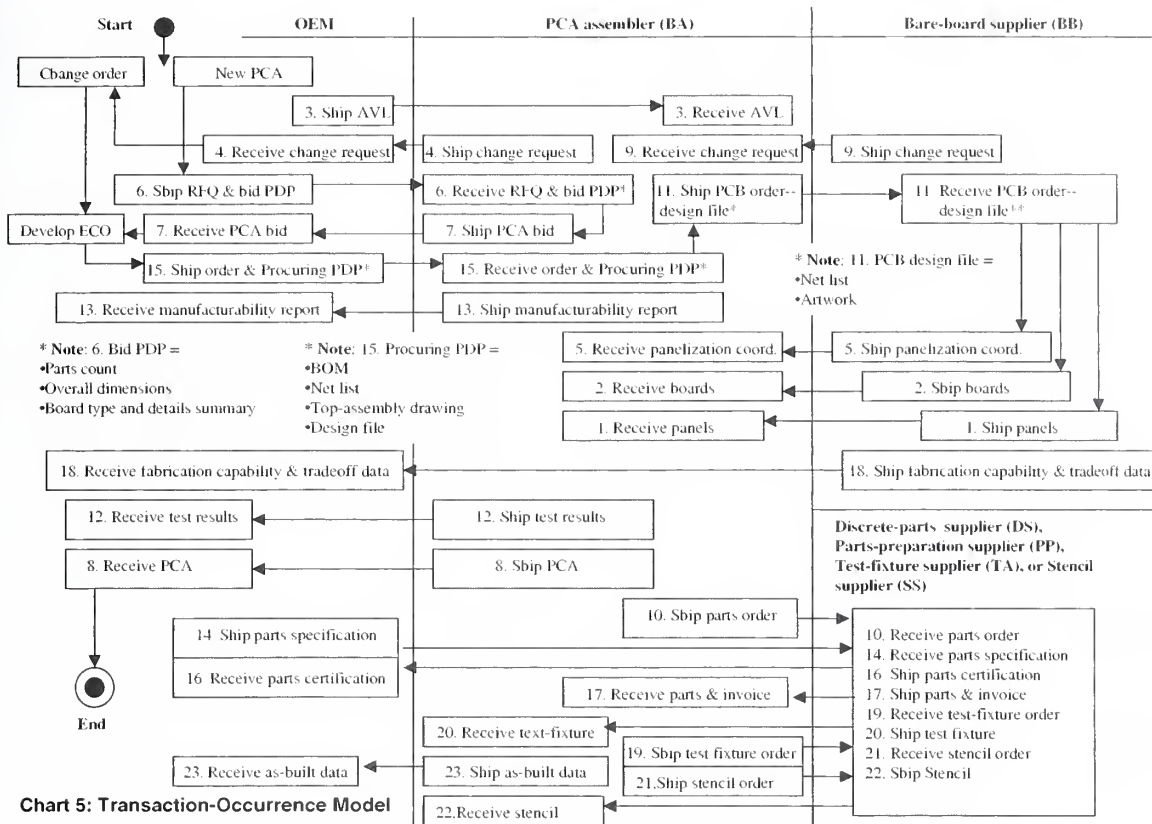 Start
OEM
PCA assembler (BA)
Bare-board supplier (BB)
Change order
New PCA
3. Ship AVL
3. Receive AVL
4. Receive change request
4. Ship change request
9. Receive change request
9. Ship change request
6. Ship RFQ & bid PDP
6. Receive RFQ & bid PDP*
11. Ship PCB order--
design file*
11. Receive PCB order--
design file**
Develop ECO
7. Receive PCA bid
7. Ship PCA bid
15. Ship order & Procuring PDP*
15. Receive order & Procuring PDP*
* Note: 11. PCB design file =
•Net list
•Artwork
13. Receive manufacturability report
13. Ship manufacturability report
* Note: 6. Bid PDP =
•Parts count
•Overall dimensions
•Board type and details summary
* Note: 15. Procuring PDP =
•BOM
•Net list
•Top-assembly drawing
•Design file
5. Receive panelization coord.
5. Ship panelization coord.
2. Receive boards
2. Ship boards
1. Receive panels
1. Ship panels
18. Receive fabrication capability & tradeoff data
18. Ship fabrication capability & tradeoff data
12. Receive test results
12. Ship test results
Discrete-parts supplier (DS),
Parts-preparation supplier (PP),
Test-fixture supplier (TA), or Stencil
supplier (SS)
8. Receive PCA
8. Ship PCA
10. Ship parts order
14 Ship parts specification
16 Receive parts certification
17. Receive parts & invoice
10. Receive parts order
14. Receive parts specification
16 Ship parts certification
17. Ship parts & invoice
19. Receive test-fixture order
20. Ship test fixture
21. Receive stencil order
22. Ship Stencil
End
20. Receive text-fixture
19. Ship test fixture order
23. Receive as-built data
23. Ship as-built data
21.Ship stencil order
22.Receive stencil
Chart 5: Transaction-Occurrence Model